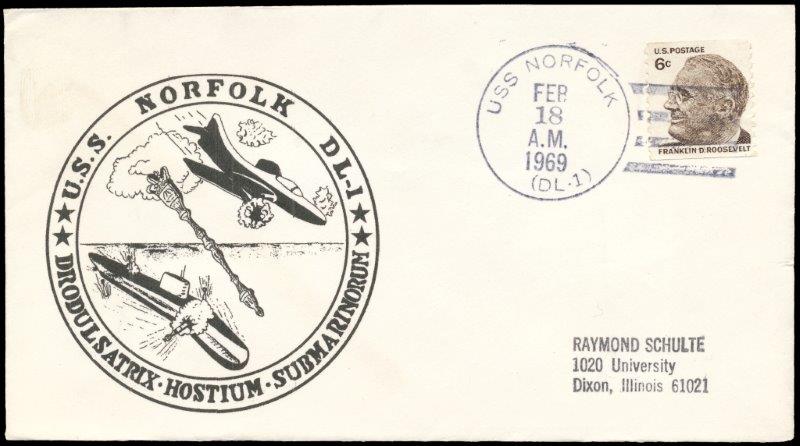 U.S.S. NORFOLK DL-1
DRODULSATRIX · HOSTIUM · SUBMARINORUM
USS NORFOLK
FEB
18
A.M.
1969
(DL-1)
U.S. POSTAGE
6c
FRANKLIN D. ROOSEVELT
RAYMOND SCHULTE
1020 University
Dixon, Illinois 61021